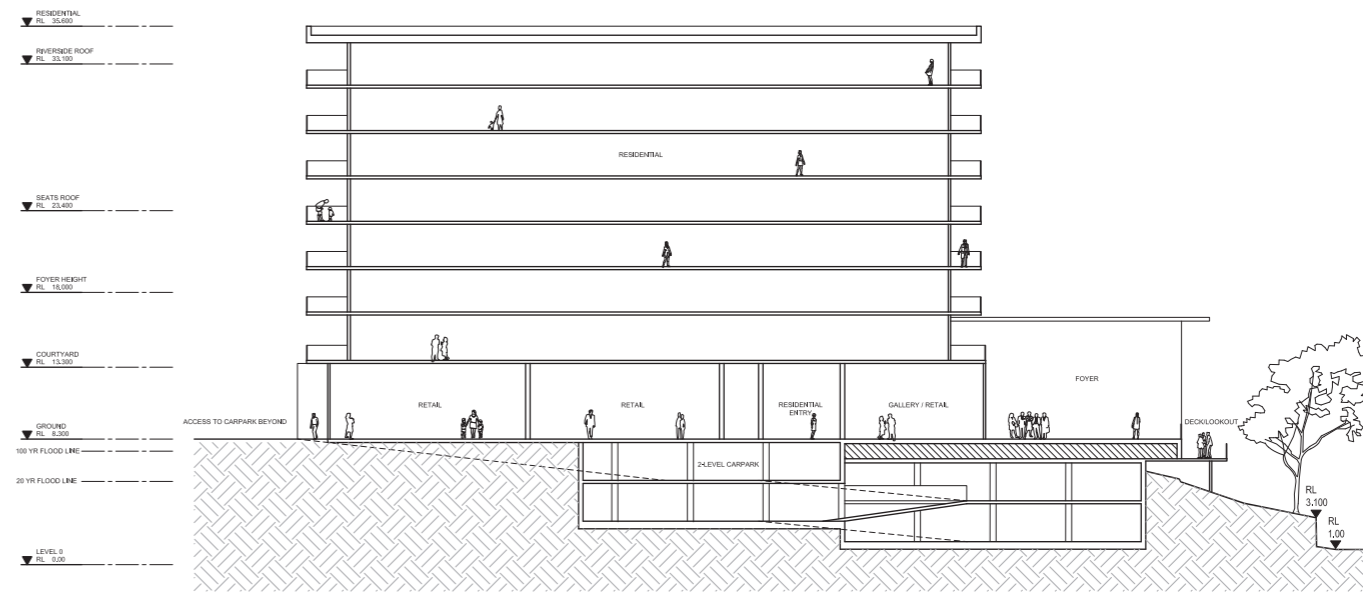 RESIDENTIAL
RL 35.600
RIVERSIDE ROOF
RL 33.100
RESIDENTIAL
SEATS ROOF
RL 23,400
FOYER HEIGHT
RL 18,000
COURTYARD
RL 13.300
FOYER
RETAIL
RETAIL
RESIDENTIAL
ENTRY
GALLERY / RETAIL
ACCESS TO CARPARK BEYOND
DECK/LOOKOUT
GROUND
RL 8,300
100 YR FLOOD LINE
2-LEVEL CARPARK
20 YR FLOOD LINE
RL
3,100
RL
1,00
LEVEL 0
RL 0,00